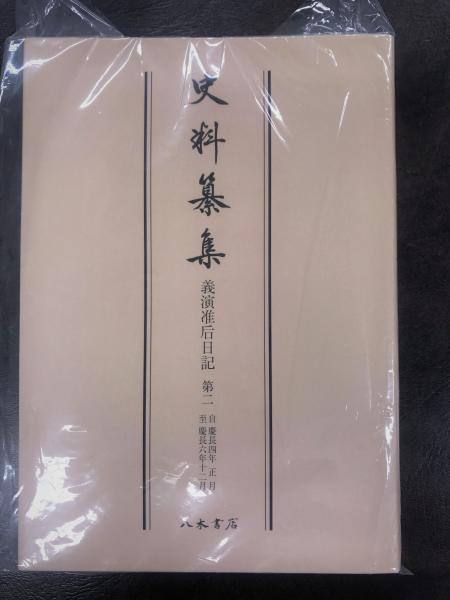 史料纂集
義演准后日記 第二
自 慶長四年 正月
至 慶長六年十二月
八木書店